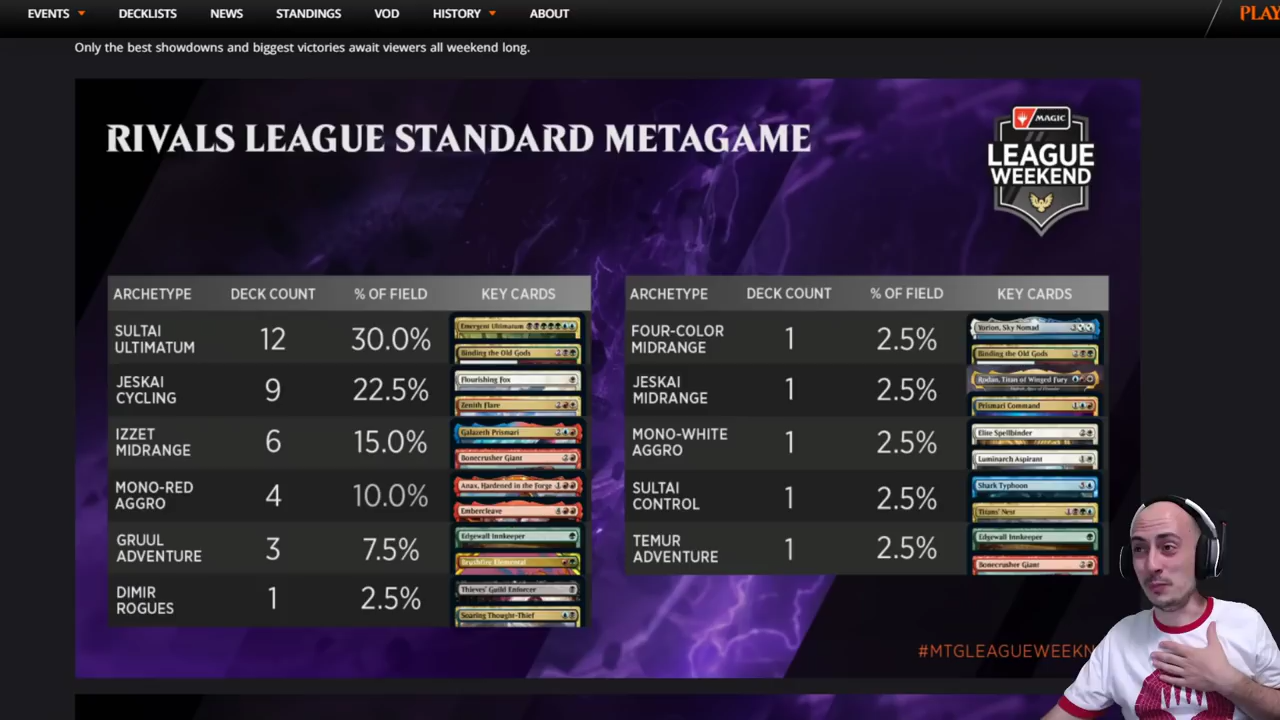 EVENTS DECKLISTS NEWS STANDINGS VOD HISTORY ABOUT PLAY
Only the best showdowns and biggest victories await viewers all weekend long.
RIVALS LEAGUE STANDARD METAGAME
MAGIC
LEAGUE
WEEKEND
ARCHETYPE DECK COUNT % OF FIELD KEY CARDS
SULTAI
ULTIMATUM
12 30.0%
Emergent Ultimatum
Binding the Old Gods
JESKAI
CYCLING
9 22.5%
Flourishing Fox
Zenith Flare
IZZET
MIDRANGE
6 15.0%
Galazeth Prismari
Bonecrusher Giant
MONO-RED
AGGRO
4 10.0%
Anax, Hardened in the Forge
Embercleave
GRUUL
ADVENTURE
3 7.5%
Edgewall Innkeeper
Brushfire Elemental
DIMIR
ROGUES
1 2.5%
Thieves' Guild Enforcer
Soaring Thought-Thief
ARCHETYPE DECK COUNT % OF FIELD KEY CARDS
FOUR-COLOR
MIDRANGE
1 2.5%
Yorion, Sky Nomad
Binding the Old Gods
JESKAI
MIDRANGE
1 2.5%
Rodan, Titan of Winged Fury
Prismari Command
MONO-WHITE
AGGRO
1 2.5%
Elite Spellbinder
Luminarch Aspirant
SULTAI
CONTROL
1 2.5%
Shark Typhoon
Titans' Nest
TEMUR
ADVENTURE
1 2.5%
Edgewall Innkeeper
Bonecrusher Giant
#MTGLEAGUEWEEKN